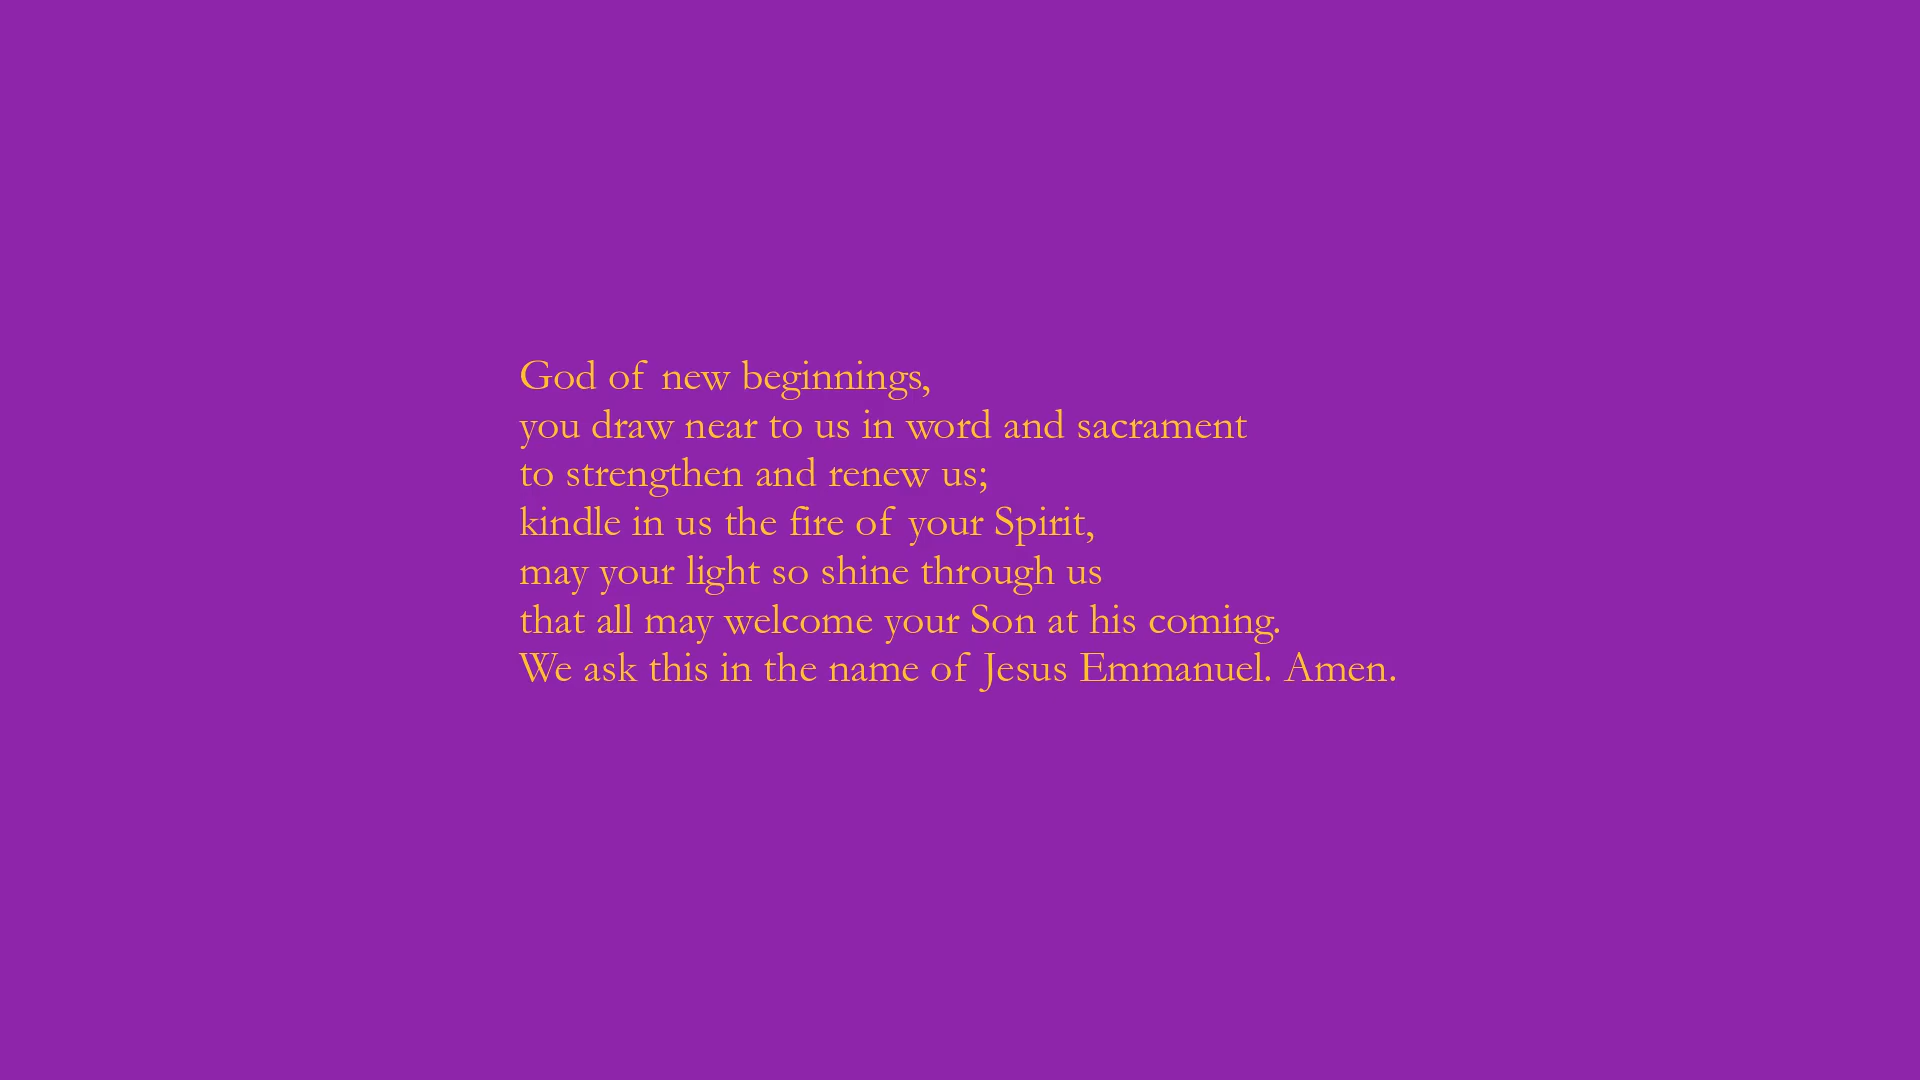 God of new beginnings,
you draw near to us in word and sacrament
to strengthen and renew us;
kindle in us the fire of your Spirit,
may your light so shine through us
that all may welcome your Son at his coming.
We ask this in the name of Jesus Emmanuel. Amen.